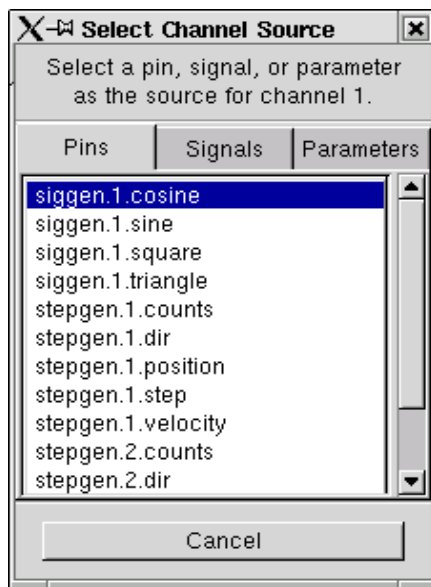 Select Channel Source
Select a pin, signal, or parameter
as the source for channel 1.
Pins Signals Parameters
siggen.1.cosine
siggen.1.sine
siggen.1.square
siggen.1.triangle
stepgen.1.counts
stepgen.1.dir
stepgen.1.position
stepgen.1.step
stepgen.1.velocity
stepgen.2.counts
stepgen.2.dir
Cancel